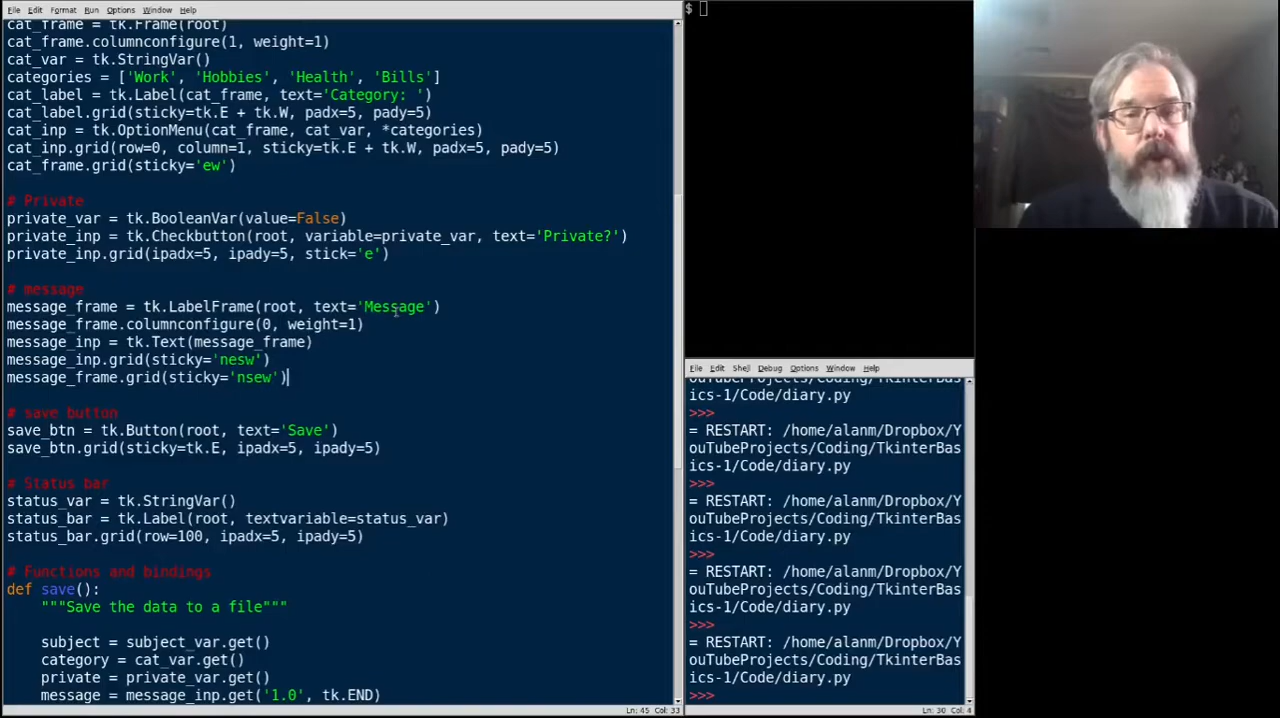 File Edit Format Run Options Window Help
cat_frame = tk.Frame(root)
cat_frame.columnconfigure(1, weight=1)
cat_var = tk.StringVar()
categories = ['Work', 'Hobbies', 'Health', 'Bills']
cat_label = tk.Label(cat_frame, text='Category: ')
cat_label.grid(sticky=tk.E + tk.W, padx=5, pady=5)
cat_inp = tk.OptionMenu(cat_frame, cat_var, *categories)
cat_inp.grid(row=0, column=1, sticky=tk.E + tk.W, padx=5, pady=5)
cat_frame.grid(sticky='ew')
# Private
private_var = tk.BooleanVar(value=False)
private_inp = tk.Checkbutton(root, variable=private_var, text='Private?')
private_inp.grid(ipadx=5, ipady=5, stick='e')
# message
message_frame = tk.LabelFrame(root, text='Message')
message_frame.columnconfigure(0, weight=1)
message_inp = tk.Text(message_frame)
message_inp.grid(sticky='nesw')
message_frame.grid(sticky='nsew')
# save button
save_btn = tk.Button(root, text='Save')
save_btn.grid(sticky=tk.E, ipadx=5, ipady=5)
# Status bar
status_var = tk.StringVar()
status_bar = tk.Label(root, textvariable=status_var)
status_bar.grid(row=100, ipadx=5, ipady=5)
# Functions and bindings
def save():
"""Save the data to a file"""
subject = subject_var.get()
category = cat_var.get()
private = private_var.get()
message = message_inp.get('1.0', tk.END)
Ln: 45 Col: 33
$
File Edit Shell Debug Options Window Help
ouTubeProjects/Coding/TkinterBas
ics-1/Code/diary.py
>>>
= RESTART: /home/alanm/Dropbox/Y
ouTubeProjects/Coding/TkinterBas
ics-1/Code/diary.py
>>>
= RESTART: /home/alanm/Dropbox/Y
ouTubeProjects/Coding/TkinterBas
ics-1/Code/diary.py
>>>
= RESTART: /home/alanm/Dropbox/Y
ouTubeProjects/Coding/TkinterBas
ics-1/Code/diary.py
>>>
= RESTART: /home/alanm/Dropbox/Y
ouTubeProjects/Coding/TkinterBas
ics-1/Code/diary.py
>>>
Ln: 30 Col: 4